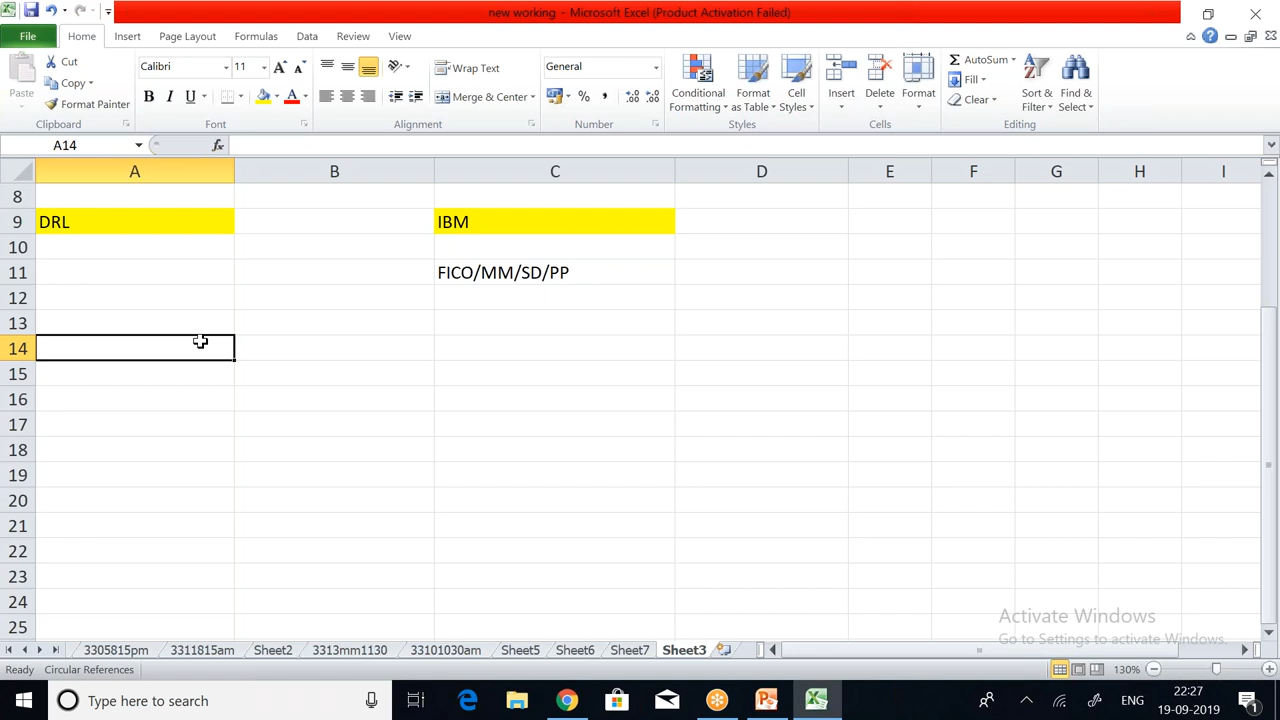 new working - Microsoft Excel (Product Activation Failed)
File Home Insert Page Layout Formulas Data Review View
Paste
Cut
Copy
Format Painter
Clipboard
Calibri 11
B I U
Font
Wrap Text
Merge & Center
Alignment
General
Number
Conditional Formatting
Format as Table
Cell Styles
Styles
Insert
Delete
Format
Cells
AutoSum
Fill
Clear
Sort & Filter
Find & Select
Editing
A14 fx
A B C D E F G H I
8
9 DRL IBM
10
11 FICO/MM/SD/PP
12
13
14
15
16
17
18
19
20
21
22
23
24
25
Activate Windows
Go to Settings to activate Windows.
3305815pm 3311815am Sheet2 3313mm1130 33101030am Sheet5 Sheet6 Sheet7 Sheet3
Ready Circular References 130%
Type here to search
ENG
22:27
19-09-2019
1